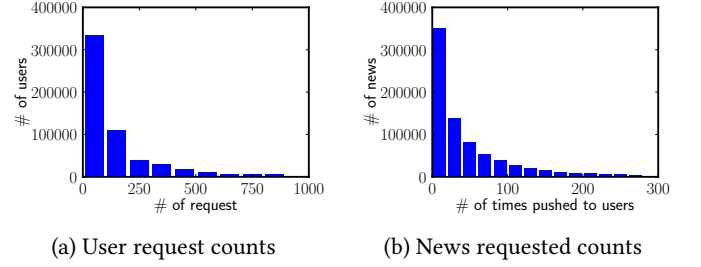 400000
300000
200000
100000
0
# of users
0 250 500 750 1000
# of request
(a) User request counts
400000
300000
200000
100000
0
# of news
0 100 200 300
# of times pushed to users
(b) News requested counts